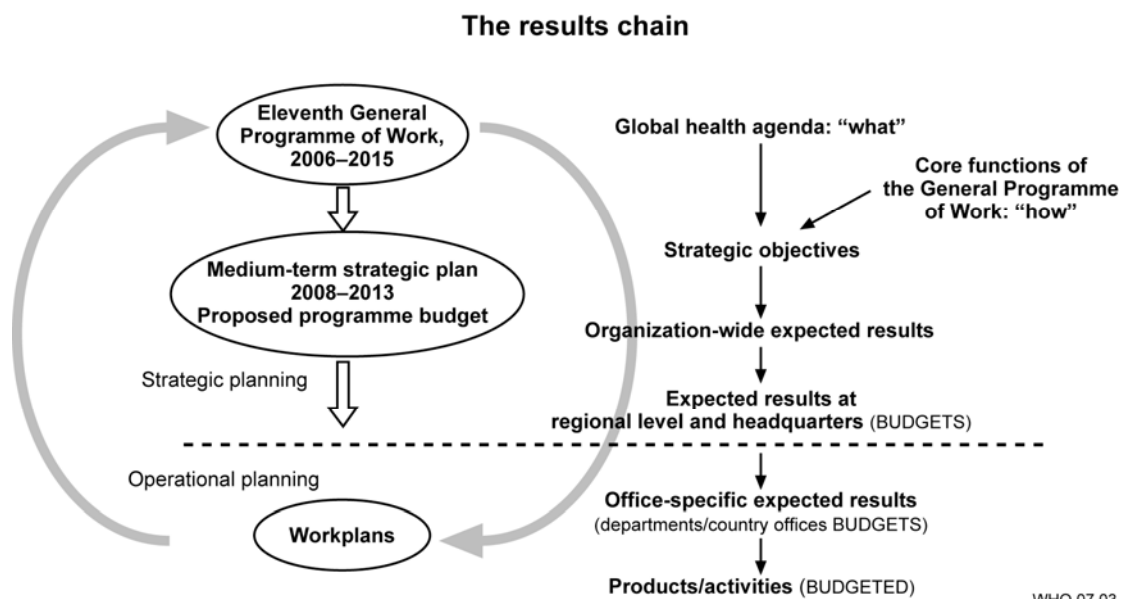 The results chain
Eleventh General
Programme of Work,
2006–2015
Medium-term strategic plan
2008–2013
Proposed programme budget
Strategic planning
Operational planning
Workplans
Global health agenda: “what”
Core functions of
the General Programme
of Work: “how”
Strategic objectives
Organization-wide expected results
Expected results at
regional level and headquarters (BUDGETS)
Office-specific expected results
(departments/country offices BUDGETS)
Products/activities (BUDGETED)
WHO 07.03